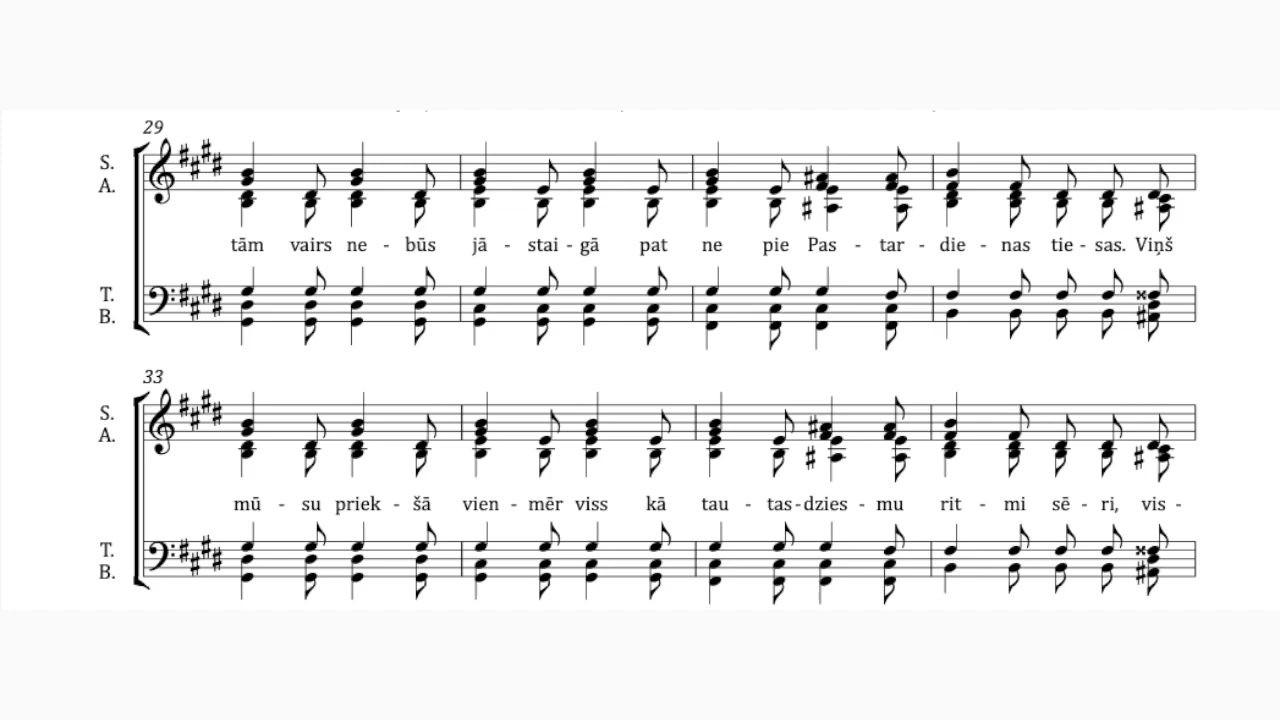 29
S.
A.
tām vairs ne - būs jā - stai - gā pat ne pie Pas - tar - die - nas tie - sas. Viņš
T.
B.
33
S.
A.
mū - su priek - šā vien - mēr viss kā tau - tas - dzies - mu rit - mi sē - ri, vis -
T.
B.